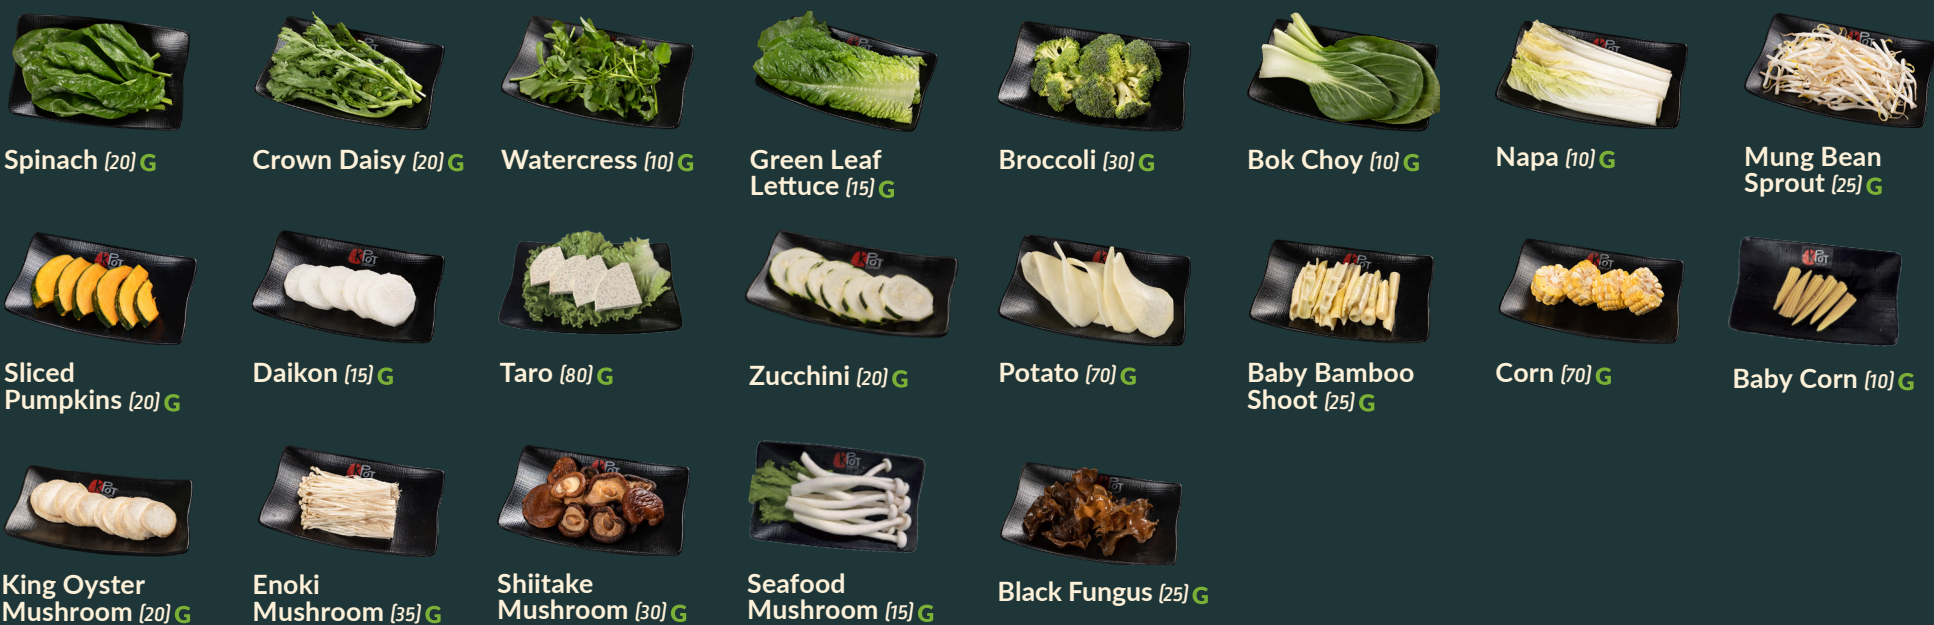 Spinach (20) G
Crown Daisy (20) G
Watercress (10) G
Green Leaf
Lettuce (15) G
Broccoli (30) G
Bok Choy (10) G
Napa (10) G
Mung Bean
Sprout (25) G
KPOT
Sliced
Pumpkins (20) G
Daikon (15) G
Taro (80) G
Zucchini (20) G
Potato (70) G
Baby Bamboo
Shoot (25) G
Corn (70) G
Baby Corn (10) G
King Oyster
Mushroom (20) G
Enoki
Mushroom (35) G
Shiitake
Mushroom (30) G
Seafood
Mushroom (15) G
Black Fungus (25) G